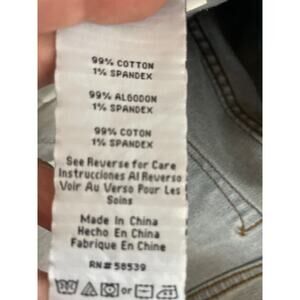 99% COTTON
1% SPANDEX
99% ALGODON
1% SPANDEX
99% COTON
1% SPANDEX
See Reverse for Care
Instrucciones Al Reverso
Voir Au Verso Pour Les
Soins
Made In China
Hecho En China
Fabrique En Chine
RN# 58539
or